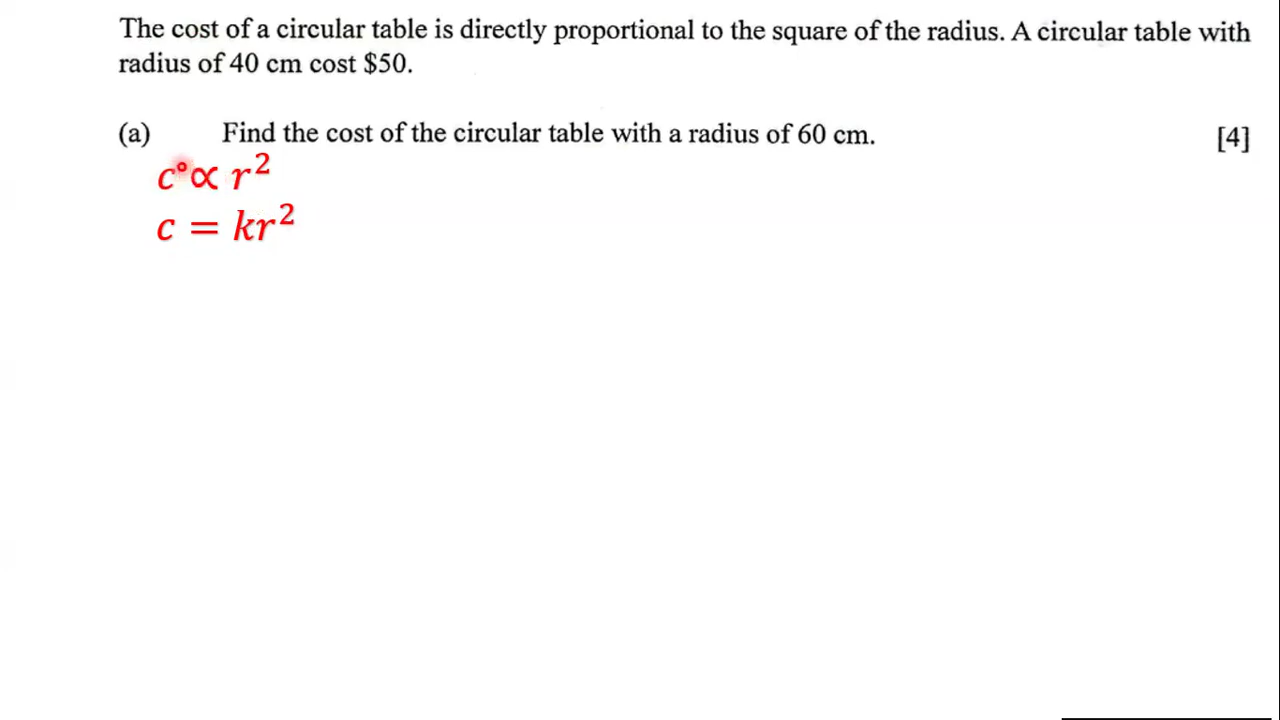 The cost of a circular table is directly proportional to the square of the radius. A circular table with
radius of 40 cm cost $50.
(a) Find the cost of the circular table with a radius of 60 cm. [4]
c ∝ r²
c = kr²